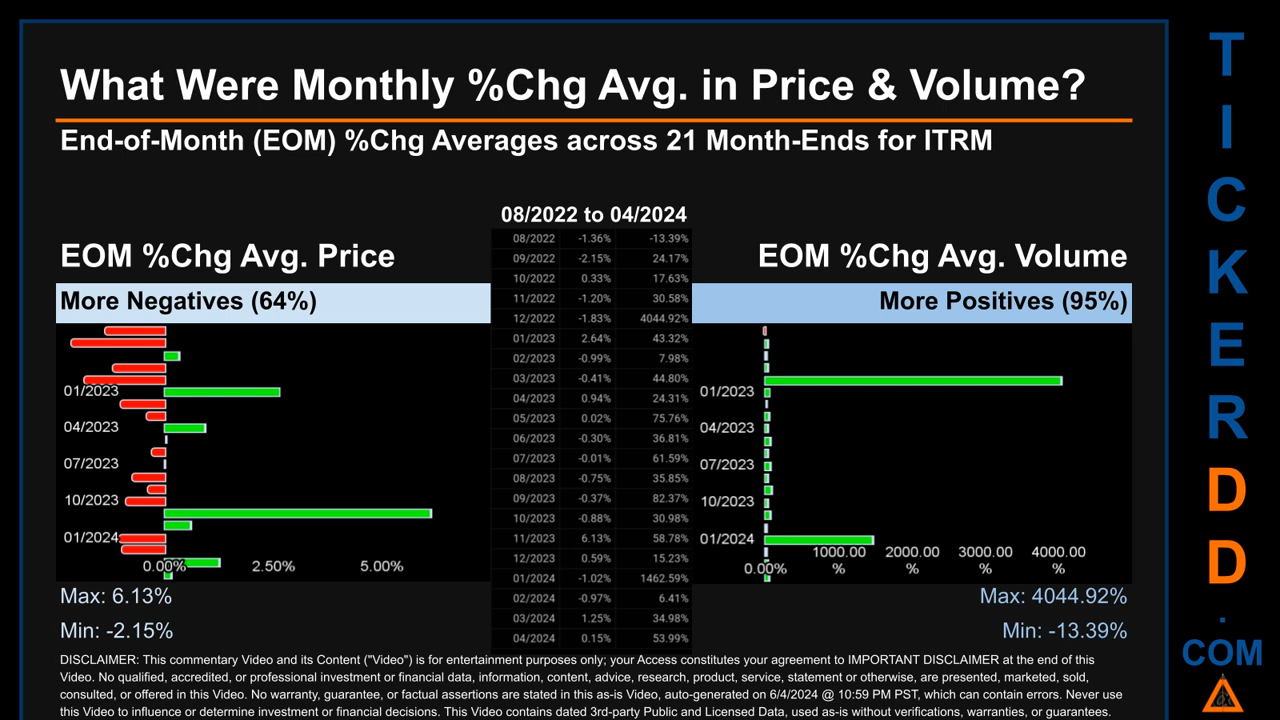 What Were Monthly %Chg Avg. in Price & Volume?
End-of-Month (EOM) %Chg Averages across 21 Month-Ends for ITRM
08/2022 to 04/2024
EOM %Chg Avg. Price
More Negatives (64%)
01/2023
04/2023
07/2023
10/2023
01/2024
0.00% 2.50% 5.00%
Max: 6.13%
Min: -2.15%
08/2022 -1.36% -13.39%
09/2022 -2.15% 24.17%
10/2022 0.33% 17.63%
11/2022 -1.20% 30.58%
12/2022 -1.83% 4044.92%
01/2023 2.64% 43.32%
02/2023 -0.99% 7.98%
03/2023 -0.41% 44.80%
04/2023 0.94% 24.31%
05/2023 0.02% 75.76%
06/2023 -0.30% 36.81%
07/2023 -0.01% 61.59%
08/2023 -0.75% 35.85%
09/2023 -0.37% 82.37%
10/2023 -0.88% 30.98%
11/2023 6.13% 58.78%
12/2023 0.59% 15.23%
01/2024 -1.02% 1462.59%
02/2024 -0.97% 6.41%
03/2024 1.25% 34.98%
04/2024 0.15% 53.99%
EOM %Chg Avg. Volume
More Positives (95%)
01/2023
04/2023
07/2023
10/2023
01/2024
1000.00 2000.00 3000.00 4000.00
0.00% % % % %
Max: 4044.92%
Min: -13.39%
DISCLAIMER: This commentary Video and its Content ("Video") is for entertainment purposes only; your Access constitutes your agreement to IMPORTANT DISCLAIMER at the end of this
Video. No qualified, accredited, or professional investment or financial data, information, content, advice, research, product, service, statement or otherwise, are presented, marketed, sold,
consulted, or offered in this Video. No warranty, guarantee, or factual assertions are stated in this as-is Video, auto-generated on 6/4/2024 @ 10:59 PM PST, which can contain errors. Never use
this Video to influence or determine investment or financial decisions. This Video contains dated 3rd-party Public and Licensed Data, used as-is without verifications, warranties, or guarantees.
T
I
C
K
E
R
D
D
.
COM